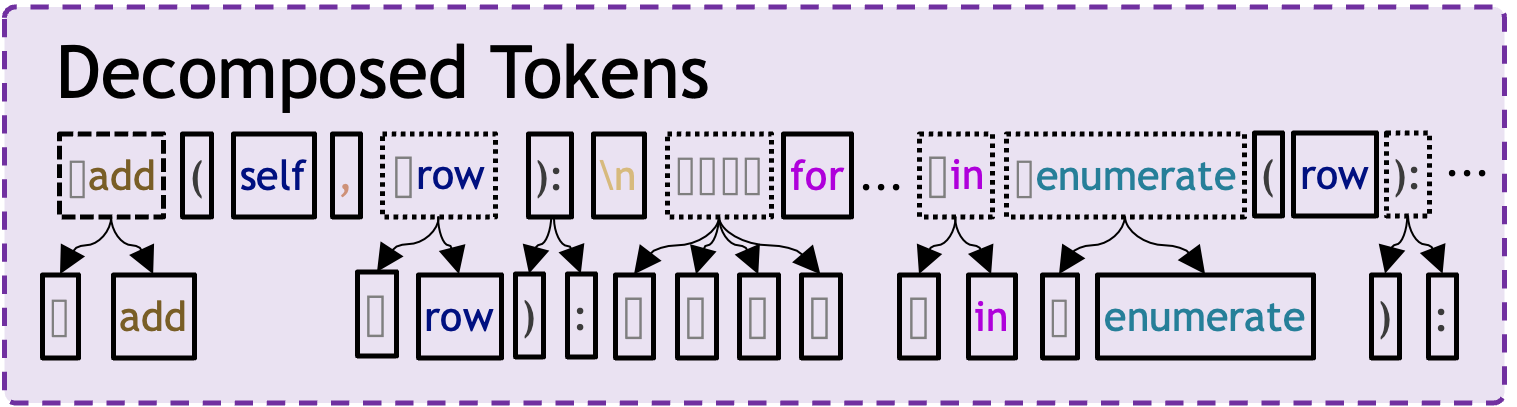 Decomposed Tokens
▯add ( self , ▯row ): \n ▯▯▯▯ for ... ▯in ▯enumerate ( row ): ...
▯ add ▯ row ) : ▯ ▯ ▯ ▯ ▯ in ▯ enumerate ) :